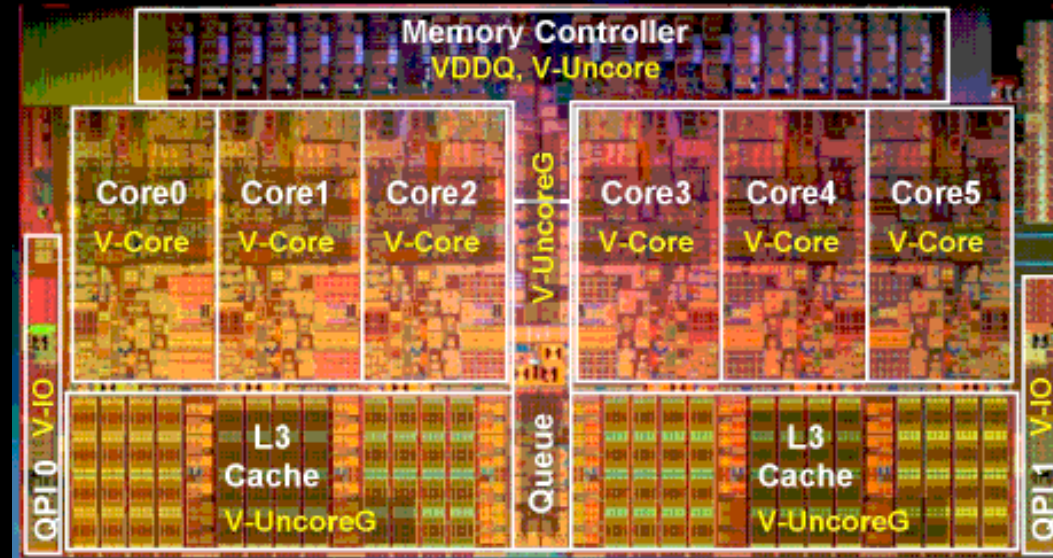 Memory Controller
VDDQ, V-Uncore
Core0
V-Core
Core1
V-Core
Core2
V-Core
V-UncoreG
Core3
V-Core
Core4
V-Core
Core5
V-Core
QPI 0
V-IO
L3
Cache
V-UncoreG
Queue
L3
Cache
V-UncoreG
QPI 1
V-IO